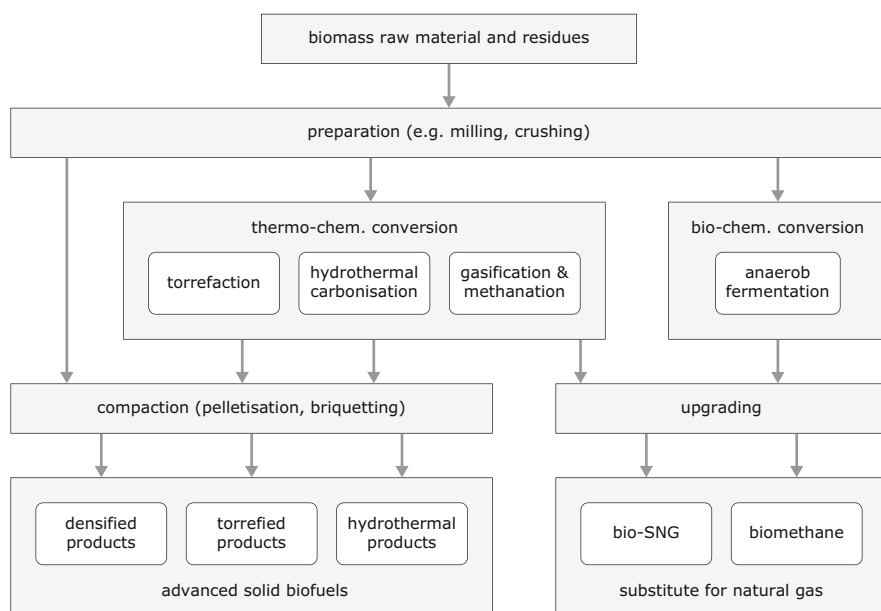 biomass raw material and residues
preparation (e.g. milling, crushing)
thermo-chem. conversion
torrefaction
hydrothermal
carbonisation
gasification &
methanation
bio-chem. conversion
anaerob
fermentation
compaction (pelletisation, briquetting)
upgrading
densified
products
torrefied
products
hydrothermal
products
advanced solid biofuels
bio-SNG
biomethane
substitute for natural gas